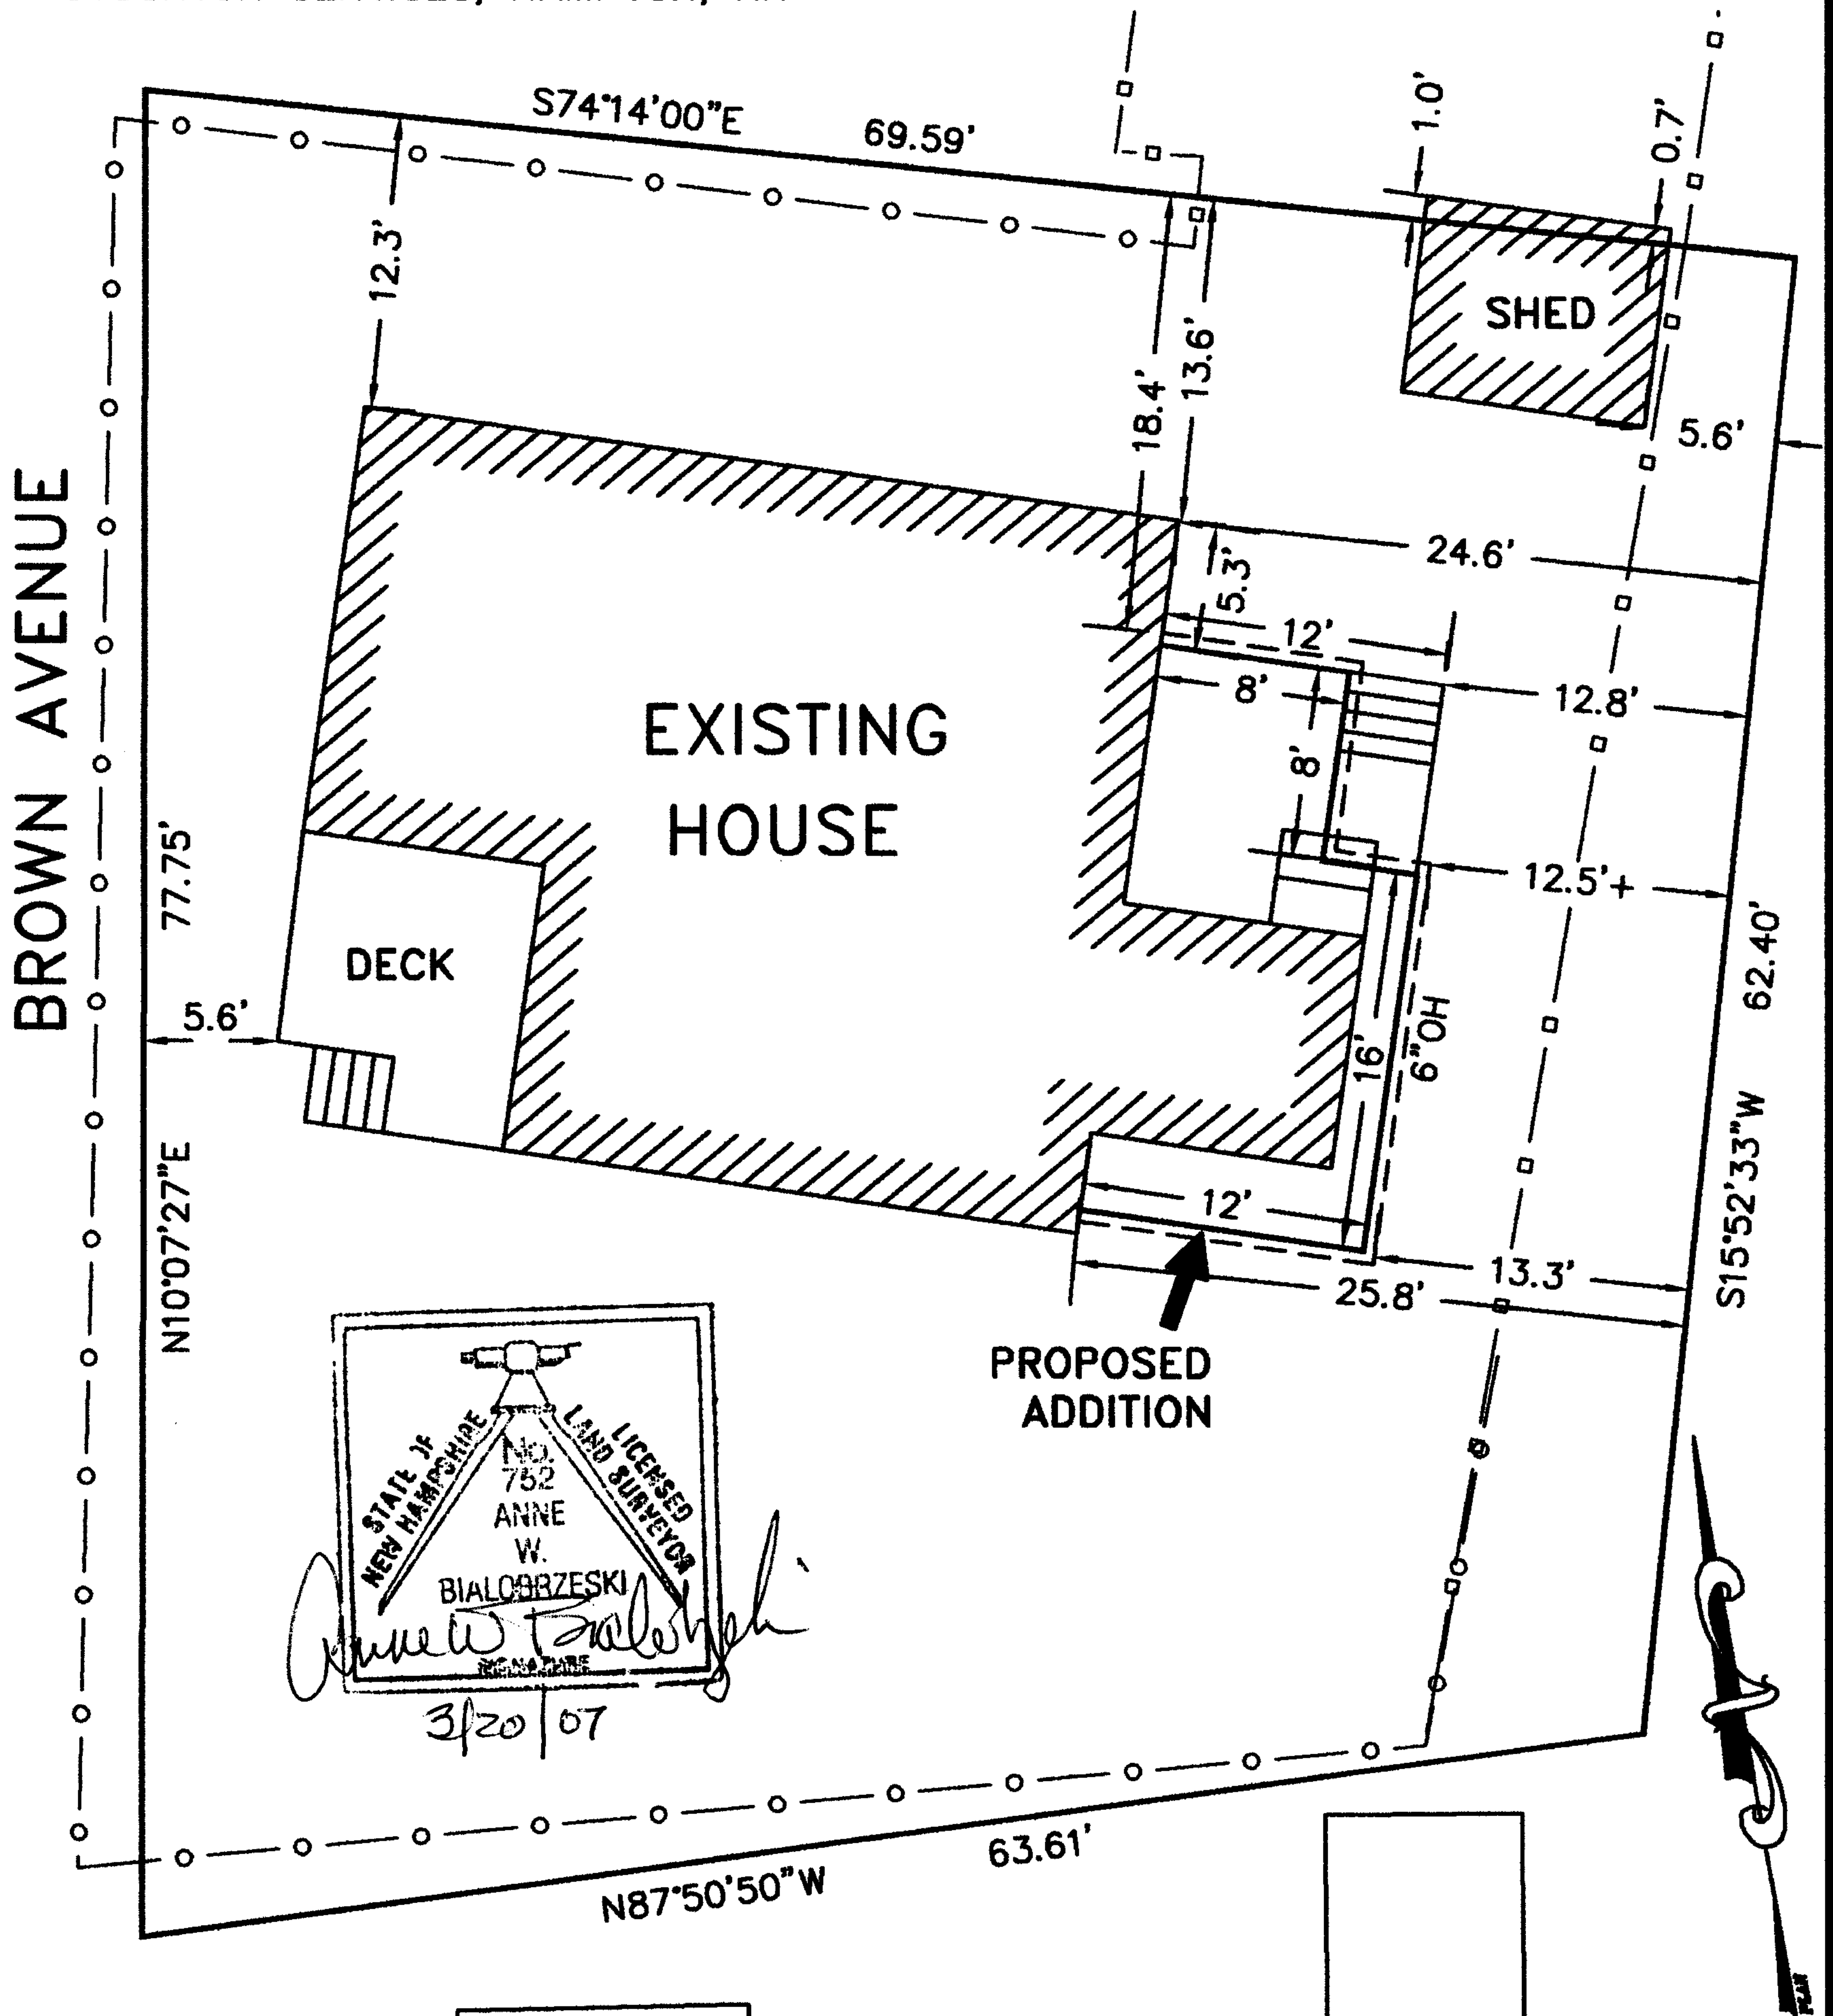 S74°14'00"E
69.59'
1.0'
0.7'
12.3'
18.4'
13.6'
SHED
5.6'
24.6'
5.3'
12'
8'
12.8'
8'
EXISTING
HOUSE
12.5'+
BROWN AVENUE
77.75'
N10°07'27"E
DECK
5.6'
16'
6"OH
62.40'
S15°52'33"W
12'
13.3'
25.8'
PROPOSED
ADDITION
STATE OF
NEW HAMPSHIRE
LICENSED
LAND SURVEYOR
No.
752
ANNE
W.
BIALOBRZESKI
Anne W Bialobrzeski
SIGNATURE
3/20/07
63.61'
N87°50'50"W